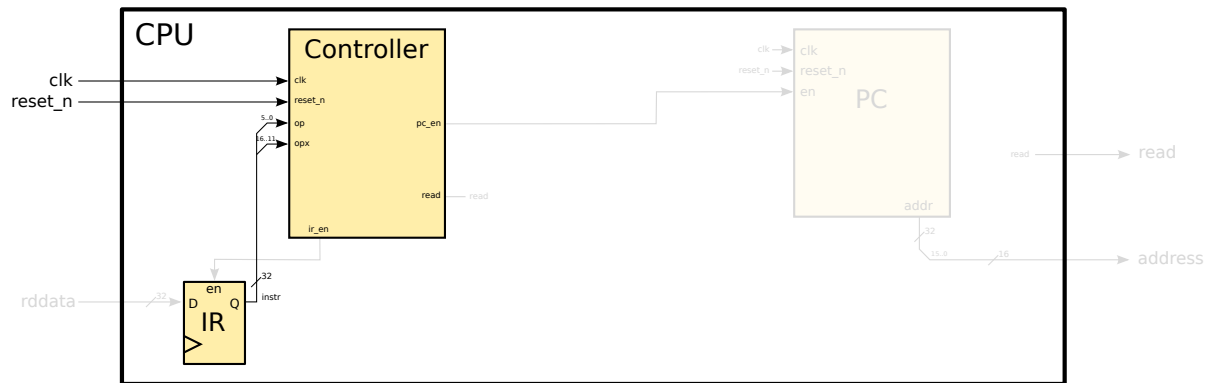 CPU
Controller
clk
reset_n
clk
reset_n
op
opx
5..0
16..11
pc_en
read
read
ir_en
clk
clk
reset_n
reset_n
en
PC
addr
32
15..0
16
read
read
address
rddata
32
en
D
Q
IR
32
instr